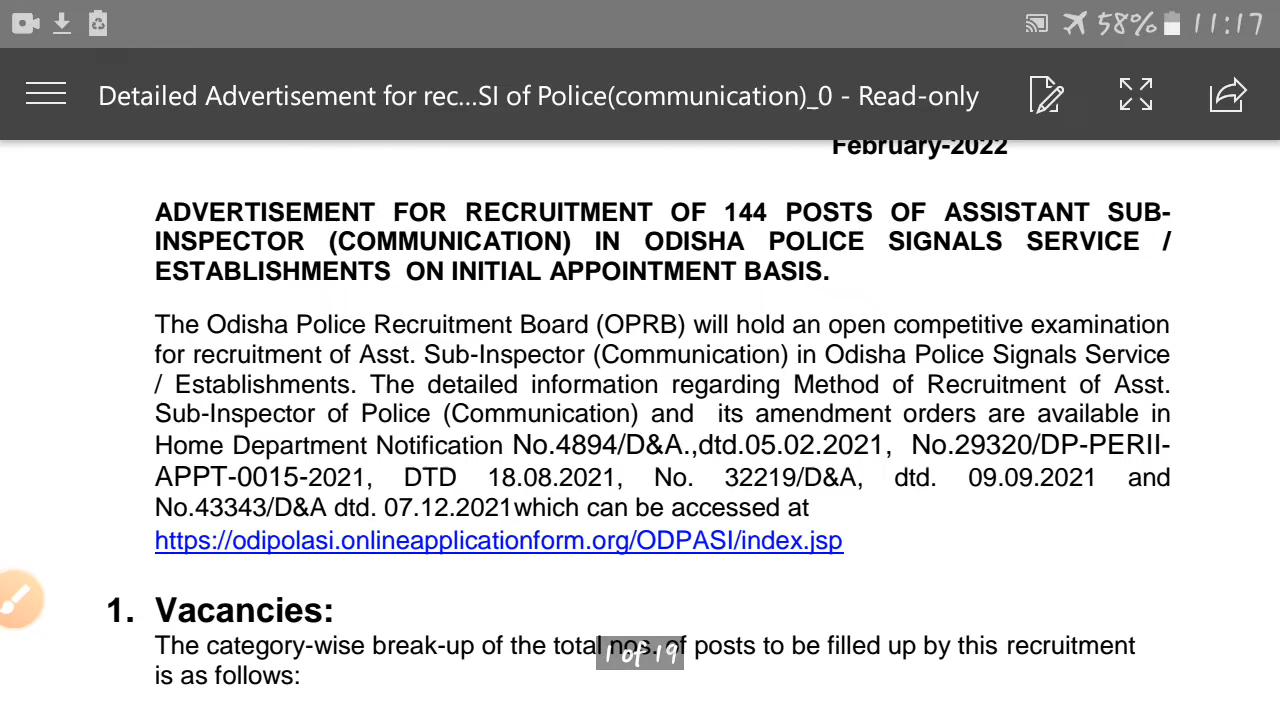 58% 11:17
Detailed Advertisement for rec...SI of Police(communication)_0 - Read-only
February-2022
ADVERTISEMENT FOR RECRUITMENT OF 144 POSTS OF ASSISTANT SUB-
INSPECTOR (COMMUNICATION) IN ODISHA POLICE SIGNALS SERVICE /
ESTABLISHMENTS ON INITIAL APPOINTMENT BASIS.
The Odisha Police Recruitment Board (OPRB) will hold an open competitive examination
for recruitment of Asst. Sub-Inspector (Communication) in Odisha Police Signals Service
/ Establishments. The detailed information regarding Method of Recruitment of Asst.
Sub-Inspector of Police (Communication) and its amendment orders are available in
Home Department Notification No.4894/D&A.,dtd.05.02.2021, No.29320/DP-PERII-
APPT-0015-2021, DTD 18.08.2021, No. 32219/D&A, dtd. 09.09.2021 and
No.43343/D&A dtd. 07.12.2021which can be accessed at
https://odipolasi.onlineapplicationform.org/ODPASI/index.jsp
1. Vacancies:
The category-wise break-up of the total nos. of posts to be filled up by this recruitment
is as follows:
1 of 19